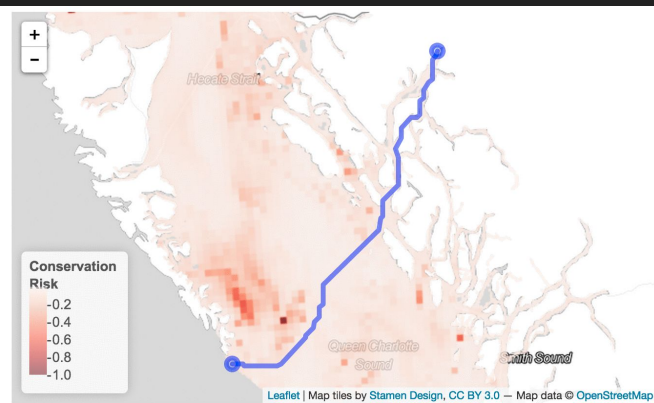 +
-
Hecate Strait
Conservation
Risk
-0.2
-0.4
-0.6
-0.8
-1.0
Queen Charlotte
Sound
Smith Sound
Leaflet | Map tiles by Stamen Design, CC BY 3.0 — Map data © OpenStreetMap